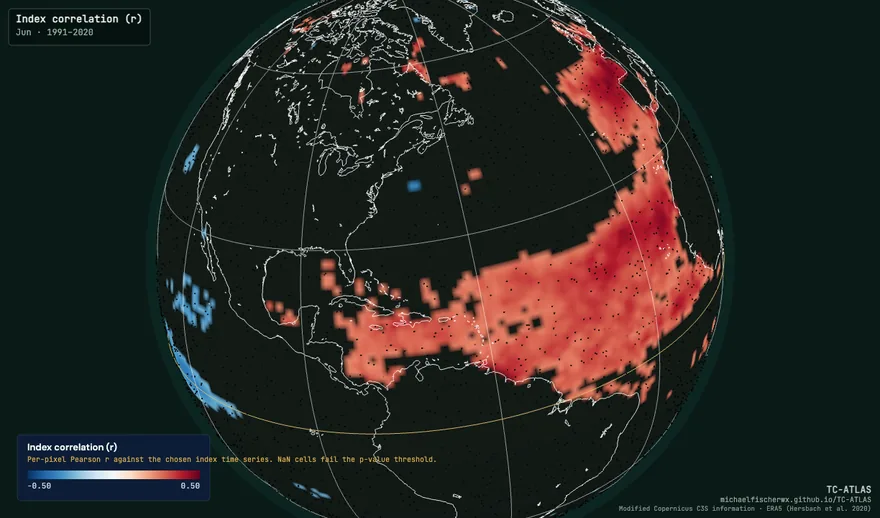 Index correlation (r)
Jun · 1991-2020
Index correlation (r)
Per-pixel Pearson r against the chosen index time series. NaN cells fail the p-value threshold.
-0.50
0.50
TC-ATLAS
michaelfischerwx.github.io/TC-ATLAS
Modified Copernicus C3S information · ERA5 (Hersbach et al. 2020)